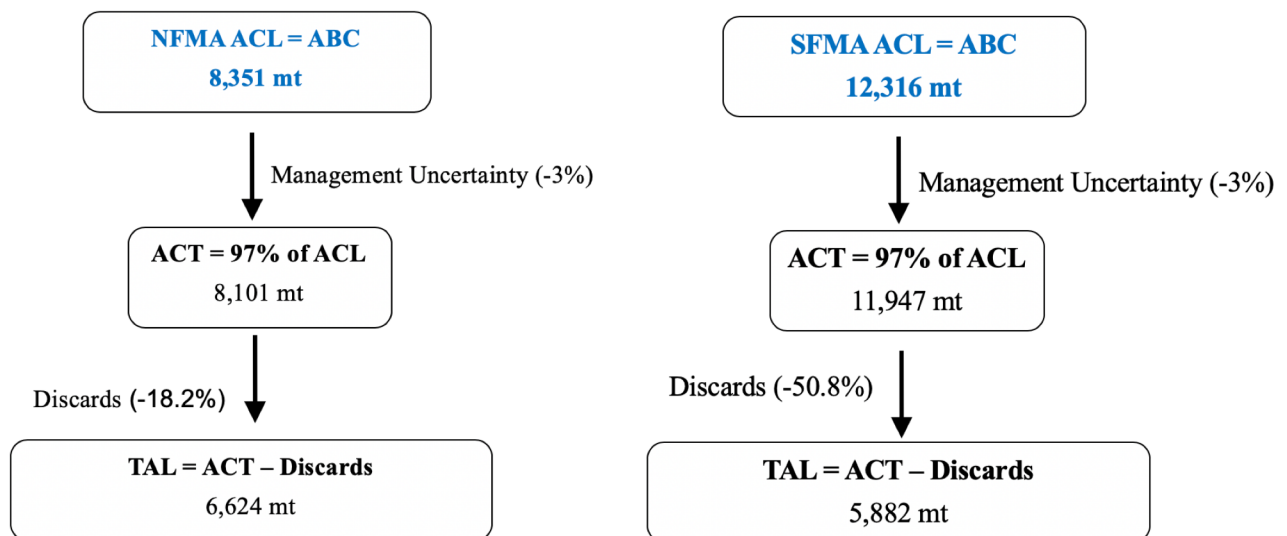 NFMA ACL = ABC
8,351 mt
Management Uncertainty (-3%)
ACT = 97% of ACL
8,101 mt
Discards (-18.2%)
TAL = ACT – Discards
6,624 mt
SFMA ACL = ABC
12,316 mt
Management Uncertainty (-3%)
ACT = 97% of ACL
11,947 mt
Discards (-50.8%)
TAL = ACT – Discards
5,882 mt